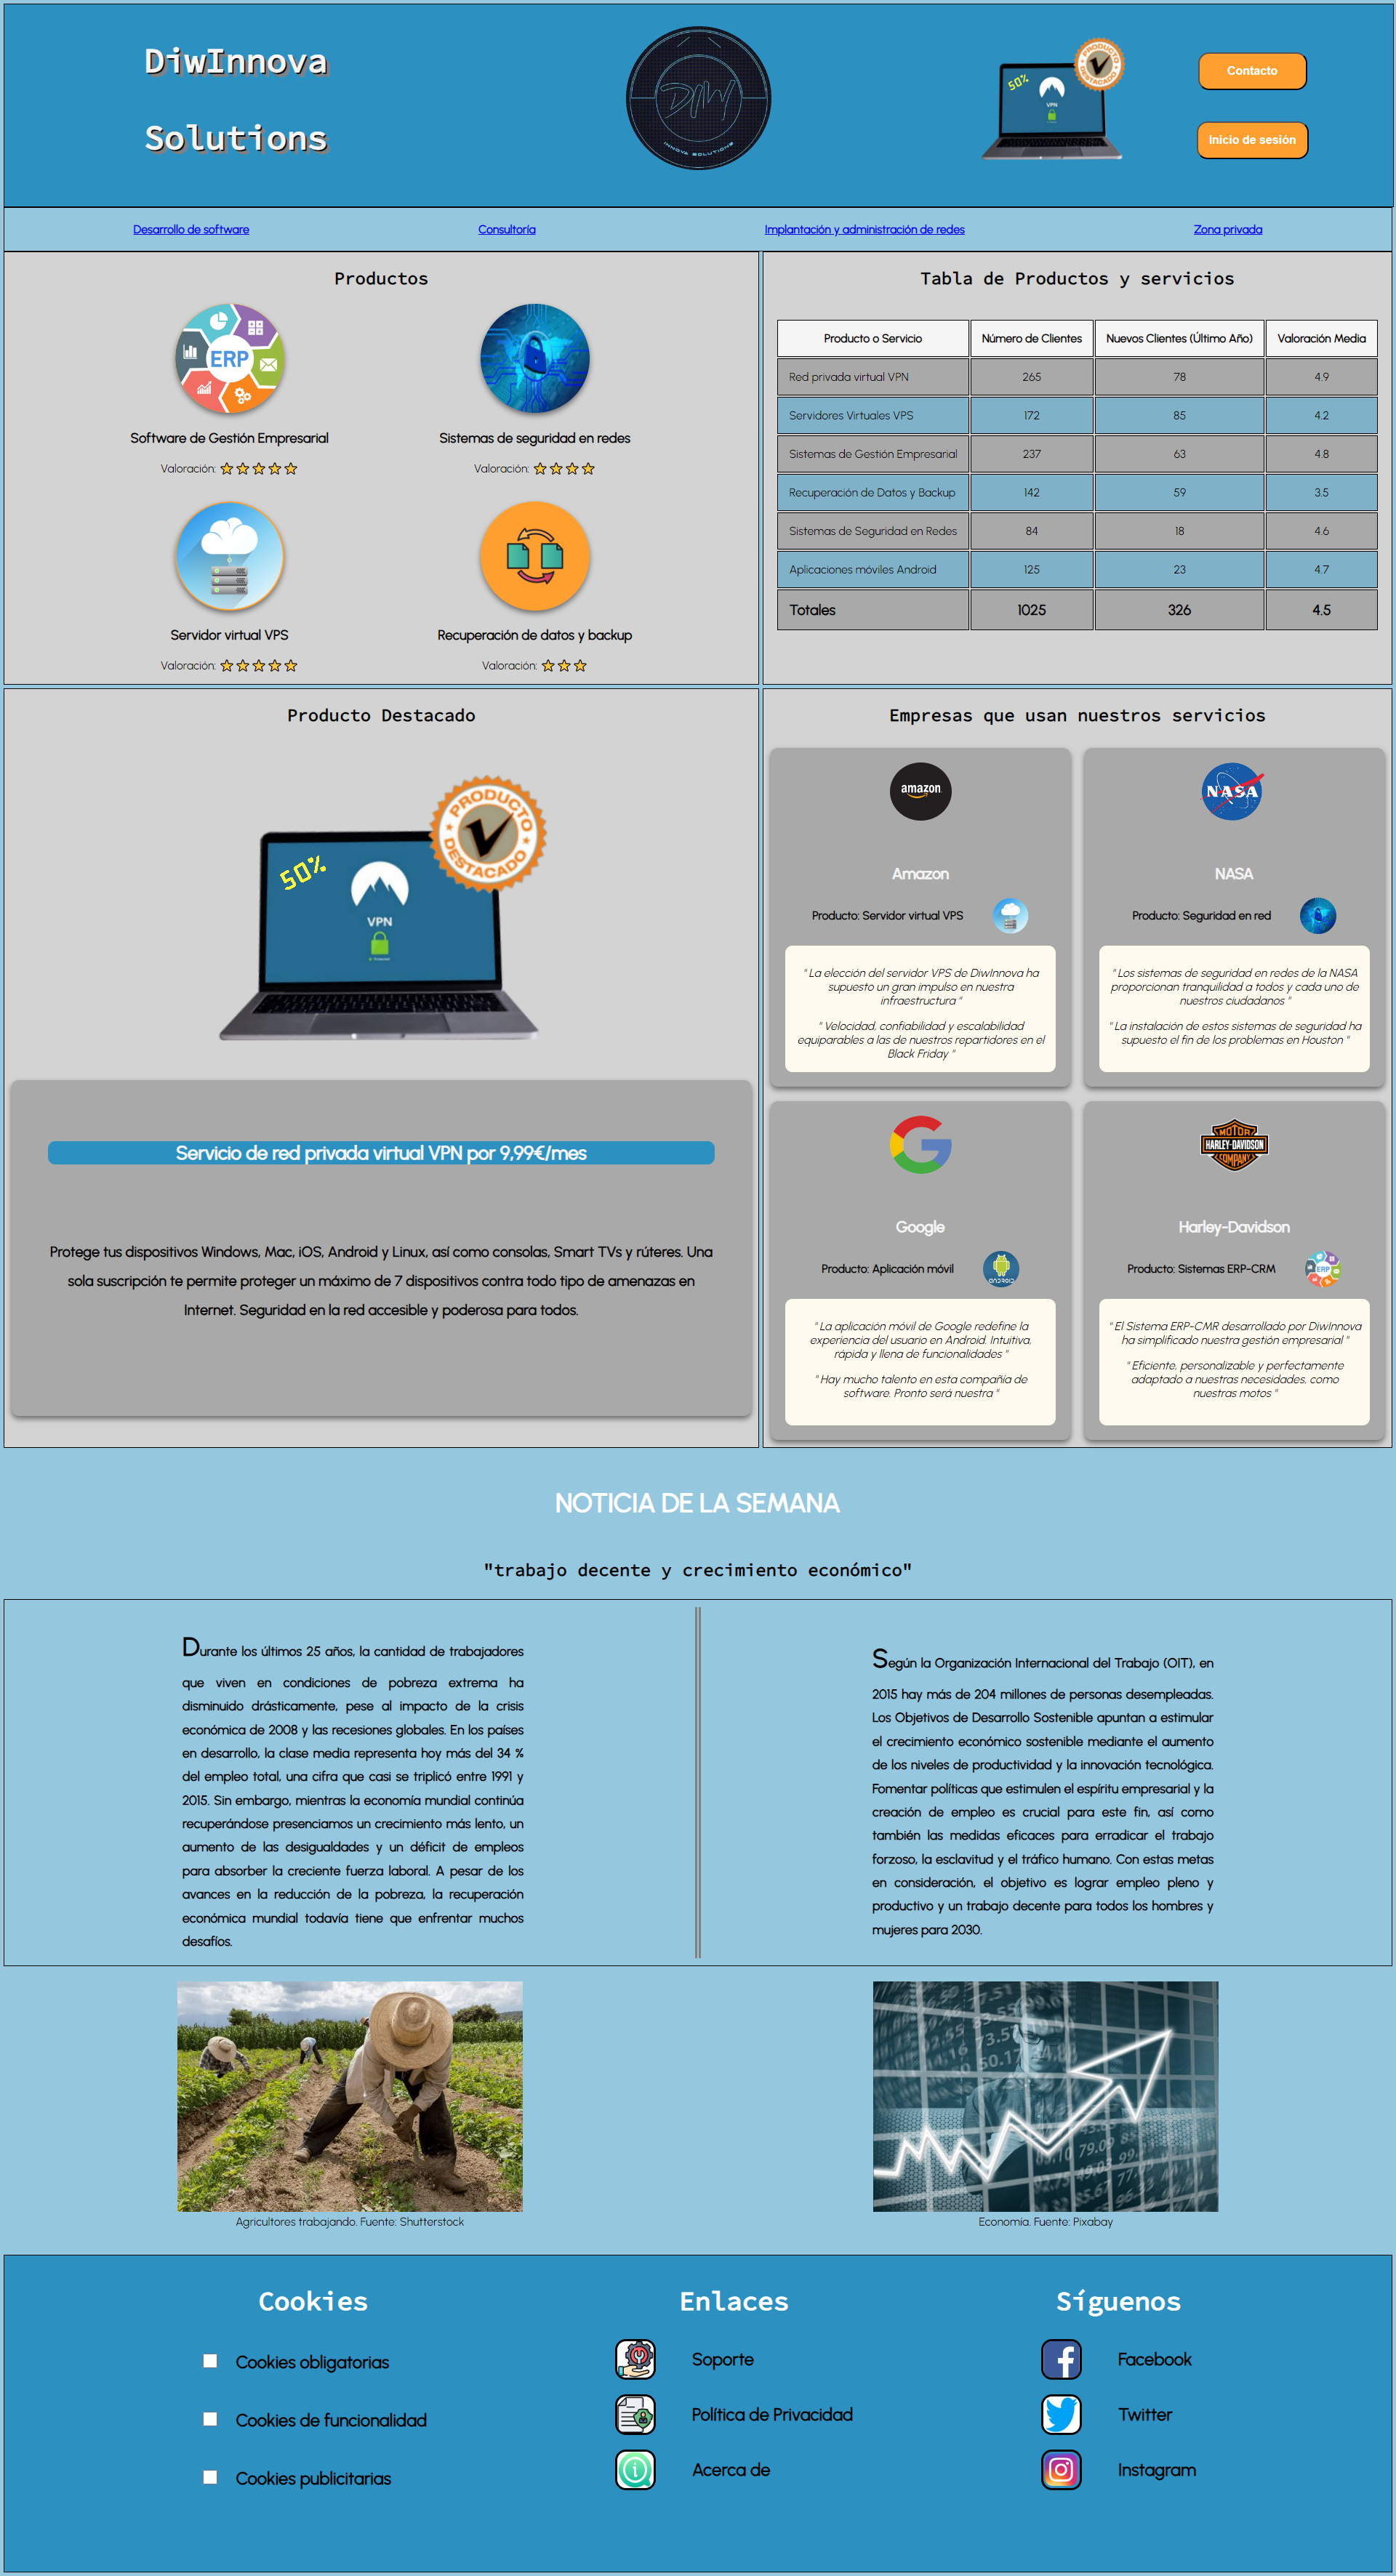 DiwInnova
Solutions
DIW
INNOVA SOLUTIONS
50%
VPN
PRODUCTO
DESTACADO
Contacto
Inicio de sesión
Desarrollo de software
Consultoría
Implantación y administración de redes
Zona privada
Productos
ERP
Software de Gestión Empresarial
Valoración:
Sistemas de seguridad en redes
Valoración:
Servidor virtual VPS
Valoración:
Recuperación de datos y backup
Valoración:
Tabla de Productos y servicios
Producto o Servicio Número de Clientes Nuevos Clientes (Último Año) Valoración Media
Red privada virtual VPN 265 78 4.9
Servidores Virtuales VPS 172 85 4.2
Sistemas de Gestión Empresarial 237 63 4.8
Recuperación de Datos y Backup 142 59 3.5
Sistemas de Seguridad en Redes 84 18 4.6
Aplicaciones móviles Android 125 23 4.7
Totales 1025 326 4.5
Producto Destacado
PRODUCTO
DESTACADO
50%
VPN
Servicio de red privada virtual VPN por 9,99€/mes
Protege tus dispositivos Windows, Mac, iOS, Android y Linux, así como consolas, Smart TVs y rúteres. Una
sola suscripción te permite proteger un máximo de 7 dispositivos contra todo tipo de amenazas en
Internet. Seguridad en la red accesible y poderosa para todos.
Empresas que usan nuestros servicios
amazon
Amazon
Producto: Servidor virtual VPS
" La elección del servidor VPS de DiwInnova ha
supuesto un gran impulso en nuestra
infraestructura "
" Velocidad, confiabilidad y escalabilidad
equiparables a las de nuestros repartidores en el
Black Friday "
NASA
NASA
Producto: Seguridad en red
" Los sistemas de seguridad en redes de la NASA
proporcionan tranquilidad a todos y cada uno de
nuestros ciudadanos "
" La instalación de estos sistemas de seguridad ha
supuesto el fin de los problemas en Houston "
G
Google
Producto: Aplicación móvil
ANDROID
" La aplicación móvil de Google redefine la
experiencia del usuario en Android. Intuitiva,
rápida y llena de funcionalidades "
" Hay mucho talento en esta compañía de
software. Pronto será nuestra "
MOTOR
HARLEY-DAVIDSON
COMPANY
Harley-Davidson
Producto: Sistemas ERP-CRM
ERP
" El Sistema ERP-CMR desarrollado por DiwInnova
ha simplificado nuestra gestión empresarial "
" Eficiente, personalizable y perfectamente
adaptado a nuestras necesidades, como
nuestras motos "
NOTICIA DE LA SEMANA
"trabajo decente y crecimiento económico"
Durante los últimos 25 años, la cantidad de trabajadores
que viven en condiciones de pobreza extrema ha
disminuido drásticamente, pese al impacto de la crisis
económica de 2008 y las recesiones globales. En los países
en desarrollo, la clase media representa hoy más del 34 %
del empleo total, una cifra que casi se triplicó entre 1991 y
2015. Sin embargo, mientras la economía mundial continúa
recuperándose presenciamos un crecimiento más lento, un
aumento de las desigualdades y un déficit de empleos
para absorber la creciente fuerza laboral. A pesar de los
avances en la reducción de la pobreza, la recuperación
económica mundial todavía tiene que enfrentar muchos
desafíos.
Según la Organización Internacional del Trabajo (OIT), en
2015 hay más de 204 millones de personas desempleadas.
Los Objetivos de Desarrollo Sostenible apuntan a estimular
el crecimiento económico sostenible mediante el aumento
de los niveles de productividad y la innovación tecnológica.
Fomentar políticas que estimulen el espíritu empresarial y la
creación de empleo es crucial para este fin, así como
también las medidas eficaces para erradicar el trabajo
forzoso, la esclavitud y el tráfico humano. Con estas metas
en consideración, el objetivo es lograr empleo pleno y
productivo y un trabajo decente para todos los hombres y
mujeres para 2030.
Agricultores trabajando. Fuente: Shutterstock
Economía. Fuente: Pixabay
Cookies
Cookies obligatorias
Cookies de funcionalidad
Cookies publicitarias
Enlaces
Soporte
Política de Privacidad
Acerca de
Síguenos
Facebook
Twitter
Instagram